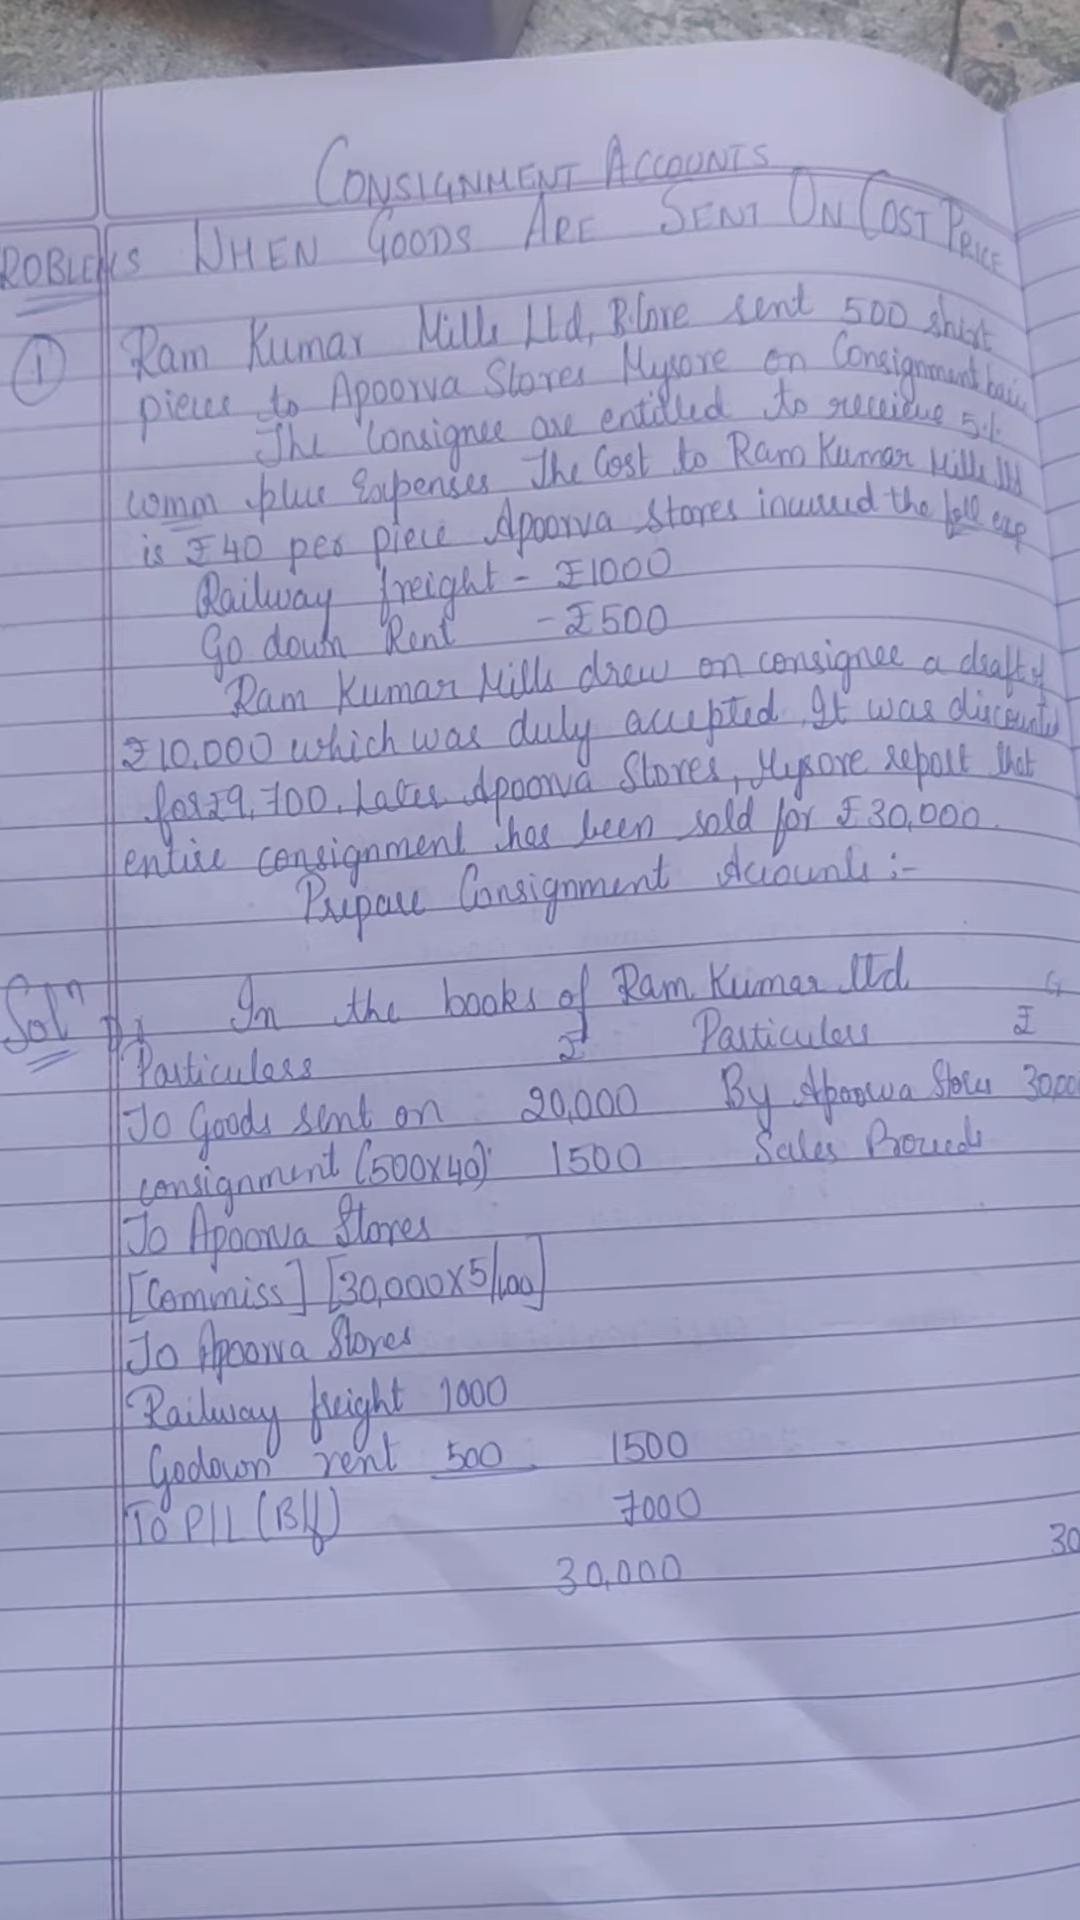 CONSIGNMENT ACCOUNTS
ROBLEMS WHEN GOODS ARE SENT ON COST PRICE
① Ram Kumar Mills Ltd, B'lore sent 500 shirt
pieces to Apoorva Stores Mysore on Consignment basis
The Consignee are entitled to receieve 5%
comm plus Expenses The Cost to Ram Kumar Mills Ltd
is ₹40 per piece Apoorva stores incurred the foll exp
Railway freight - ₹1000
Go down Rent - ₹500
Ram Kumar Mills drew on consignee a draft of
₹10,000 which was duly accepted. It was discounted
for ₹9,700. Later Apoorva Stores, Mysore report that
entire consignment has been sold for ₹30,000
Prepare Consignment Accounts :-
Solⁿ In the books of Ram Kumar ltd
Dr
Particulars ₹ Particulars ₹
To Goods sent on 20,000 By Apoorva Stores 30,00
consignment (500x40) 1500 Sales Proceeds
To Apoorva Stores
[Commiss] [30,000x5/100]
To Apoorva Stores
Railway freight 1000
Godown rent 500 1500
To P/L (B/f) 7000
30,000 30